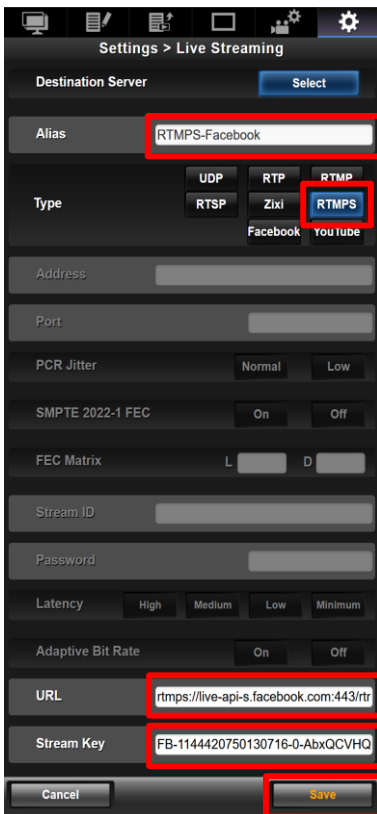 Settings > Live Streaming
Destination Server Select
Alias RTMPS-Facebook
UDP RTP RTMP
Type RTSP Zixi RTMPS
Facebook YouTube
Address
Port
PCR Jitter Normal Low
SMPTE 2022-1 FEC On Off
FEC Matrix L D
Stream ID
Password
Latency High Medium Low Minimum
Adaptive Bit Rate On Off
URL rtmps://live-api-s.facebook.com:443/rtr
Stream Key FB-1144420750130716-0-AbxQCVHQ
Cancel Save